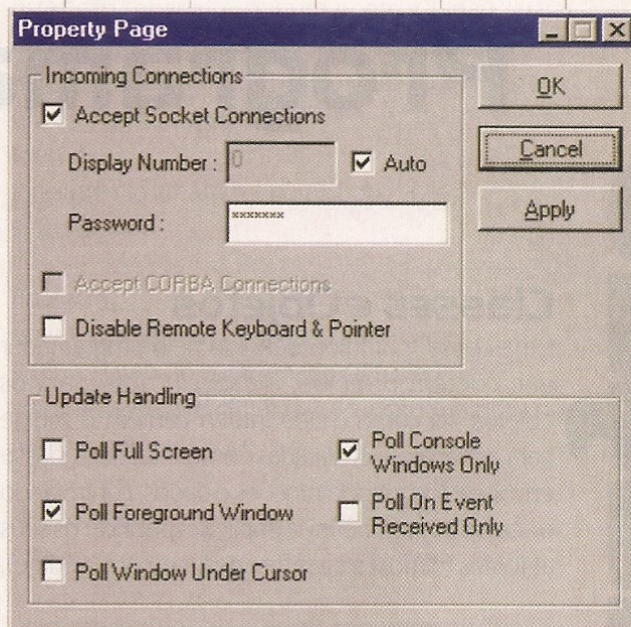 Property Page
Incoming Connections
Accept Socket Connections
Display Number : 0
Auto
Password :
xxxxxxx
Accept CORBA Connections
Disable Remote Keyboard & Pointer
OK
Cancel
Apply
Update Handling
Poll Full Screen
Poll Console
Windows Only
Poll Foreground Window
Poll On Event
Received Only
Poll Window Under Cursor